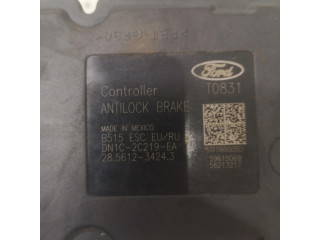 Ford
Controller T0831
ANTILOCK BRAKE
MADE IN MEXICO
B515 ESC EU/RU
DN1C-2C219-EA
28.5612-3424.3